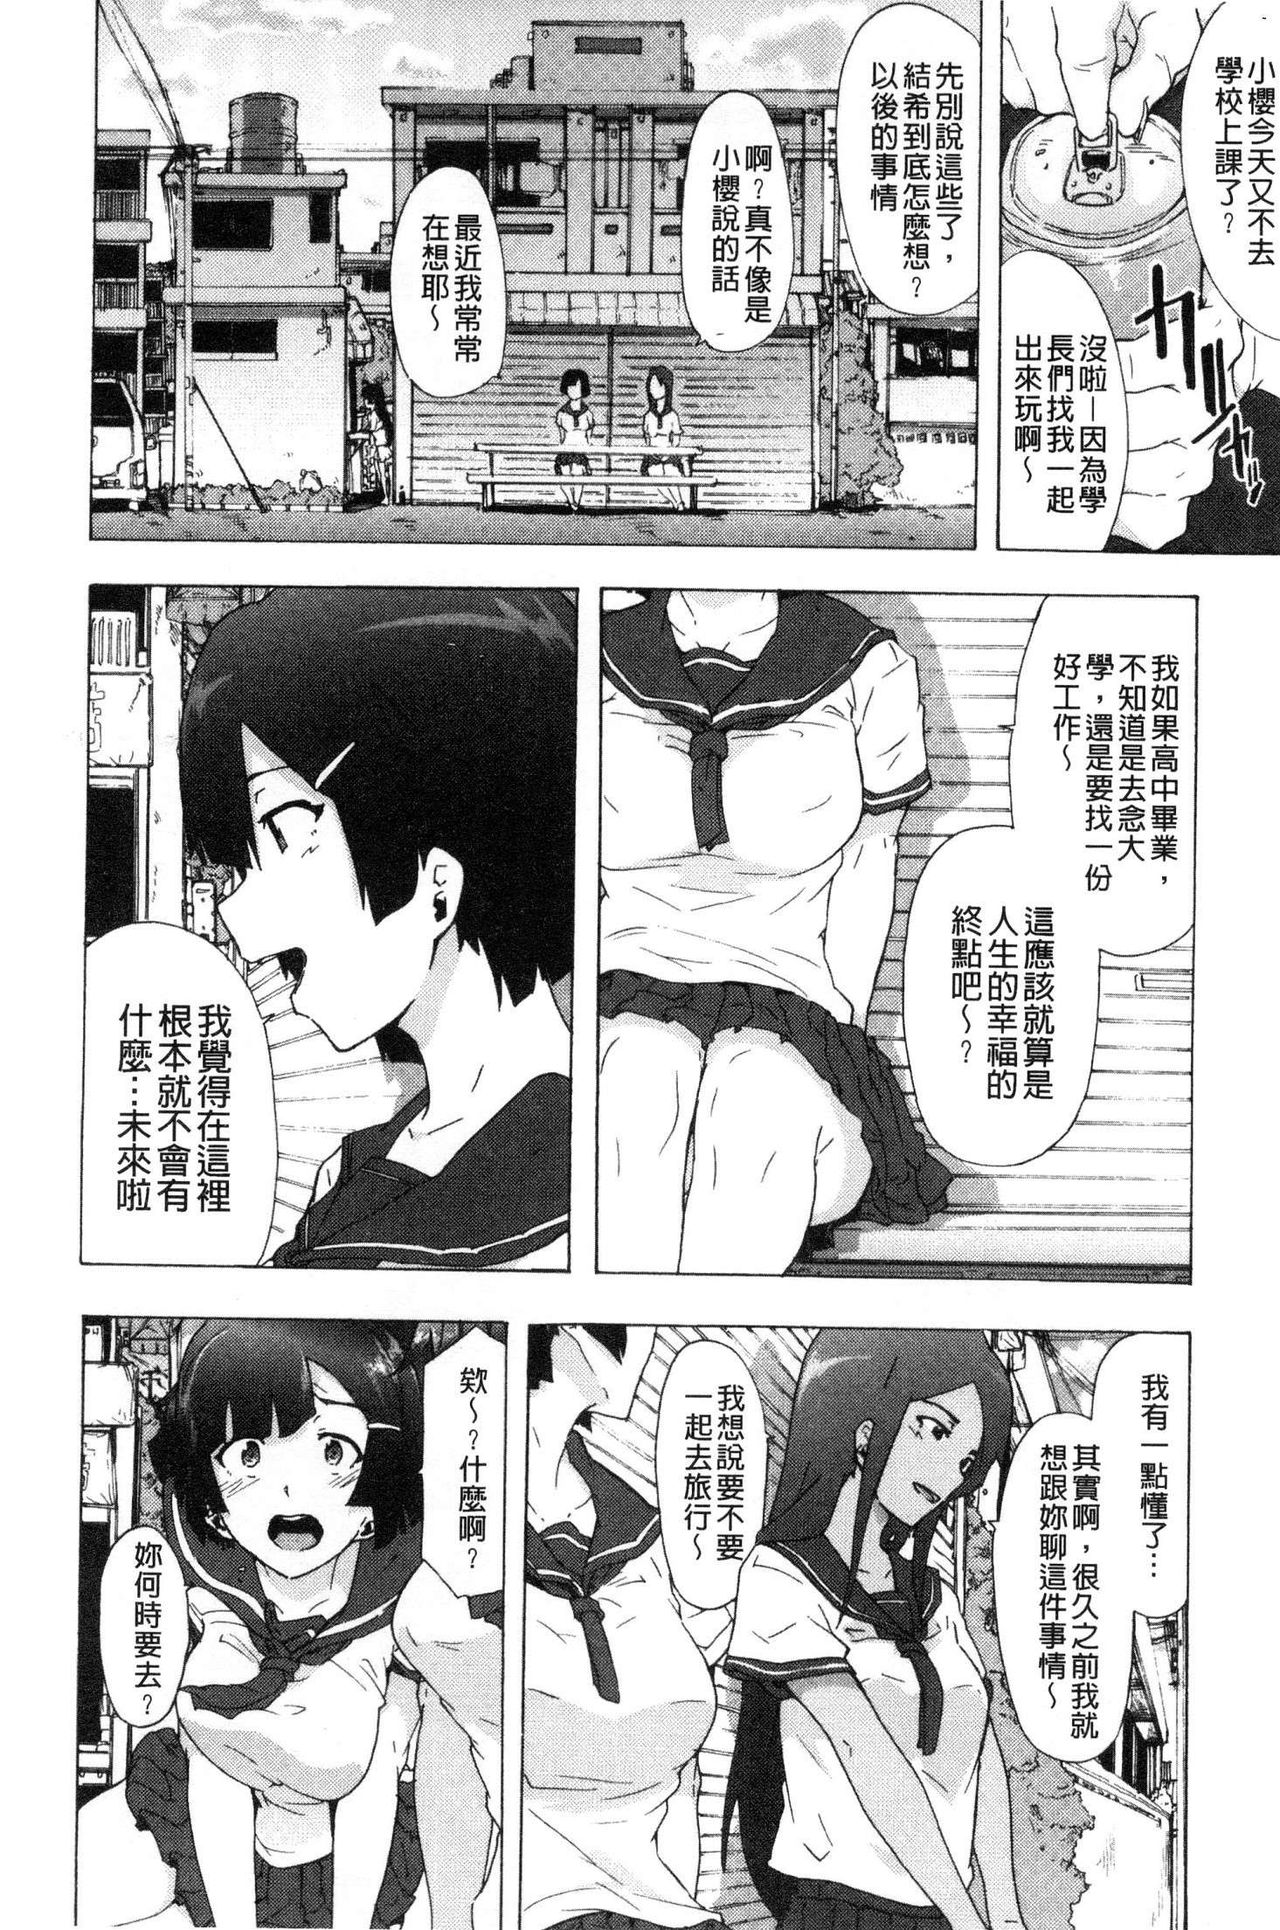 小櫻今天又不去
學校上課了？
沒啦－因為學
長們找我一起
出來玩啊～
先別說這些了，
結希到底怎麼想？
以後的事情
啊？真不像是
小櫻說的話
最近我常常
在想耶～
我如果高中畢業，
不知道是去念大
學，還是要找一份
好工作～
這應該就算是
人生的幸福的
終點吧～？
我覺得在這裡
根本就不會有
什麼…未來啦
我有一點懂了…
其實啊，很久之前我就
想跟妳聊這件事情～
我想說要不要
一起去旅行～
欸～？什麼啊？
妳何時要去？